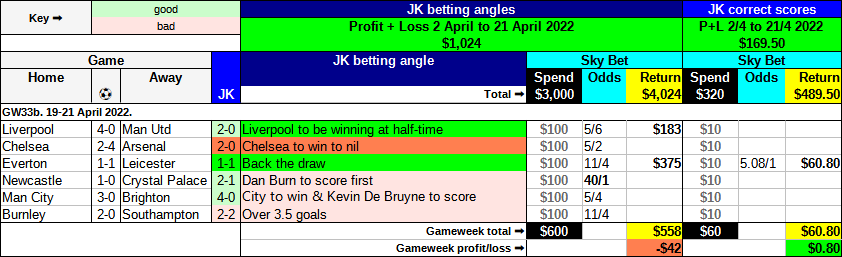 Key ➡ good JK betting angles JK correct scores
bad Profit + Loss 2 April to 21 April 2022 P+L 2/4 to 21/4 2022
$1,024 $169.50
Game JK betting angle Sky Bet Sky Bet
Home Away Spend Odds Return Spend Odds Return
JK Total ➡ $3,000 $4,024 $320 $489.50
GW33b. 19-21 April 2022.
Liverpool 4-0 Man Utd 2-0 Liverpool to be winning at half-time $100 5/6 $183 $10
Chelsea 2-4 Arsenal 2-0 Chelsea to win to nil $100 5/2 $10
Everton 1-1 Leicester 1-1 Back the draw $100 11/4 $375 $10 5.08/1 $60.80
Newcastle 1-0 Crystal Palace 2-1 Dan Burn to score first $100 40/1 $10
Man City 3-0 Brighton 4-0 City to win & Kevin De Bruyne to score $100 5/4 $10
Burnley 2-0 Southampton 2-2 Over 3.5 goals $100 11/4 $10
Gameweek total ➡ $600 $558 $60 $60.80
Gameweek profit/loss ➡ -$42 $0.80